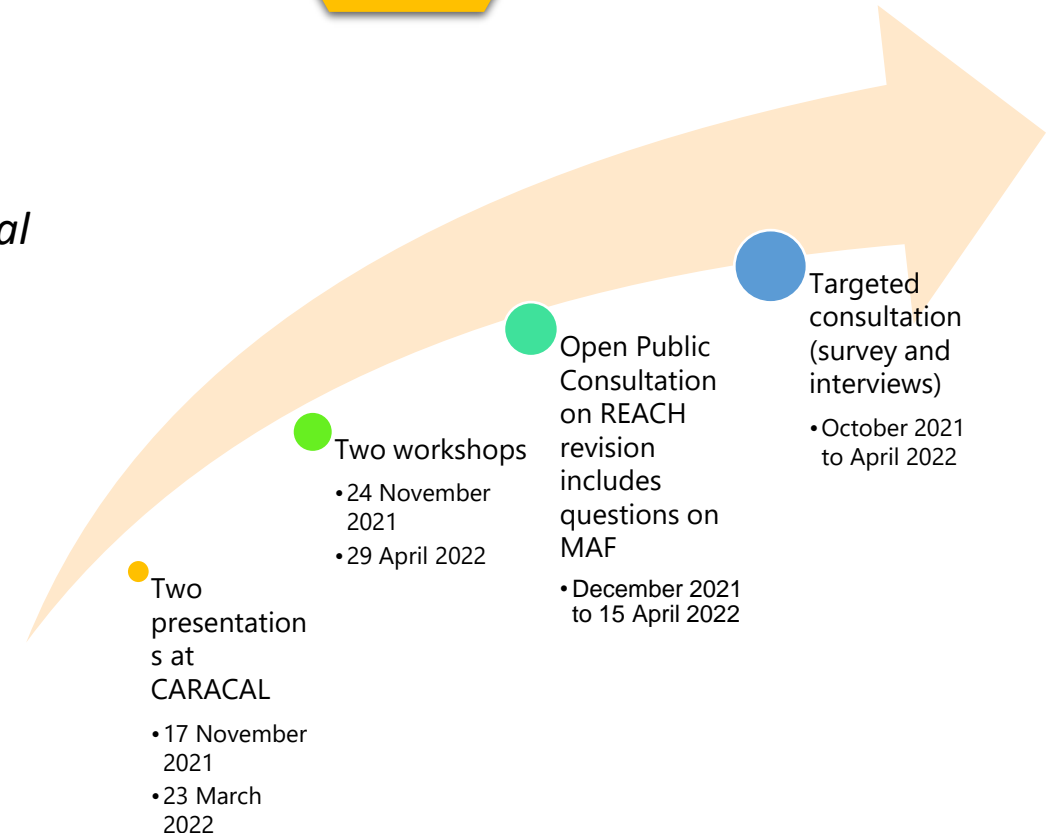 al
Two
presentation
s at
CARACAL
•17 November
2021
•23 March
2022
Two workshops
•24 November
2021
•29 April 2022
Open Public
Consultation
on REACH
revision
includes
questions on
MAF
•December 2021
to 15 April 2022
Targeted
consultation
(survey and
interviews)
•October 2021
to April 2022